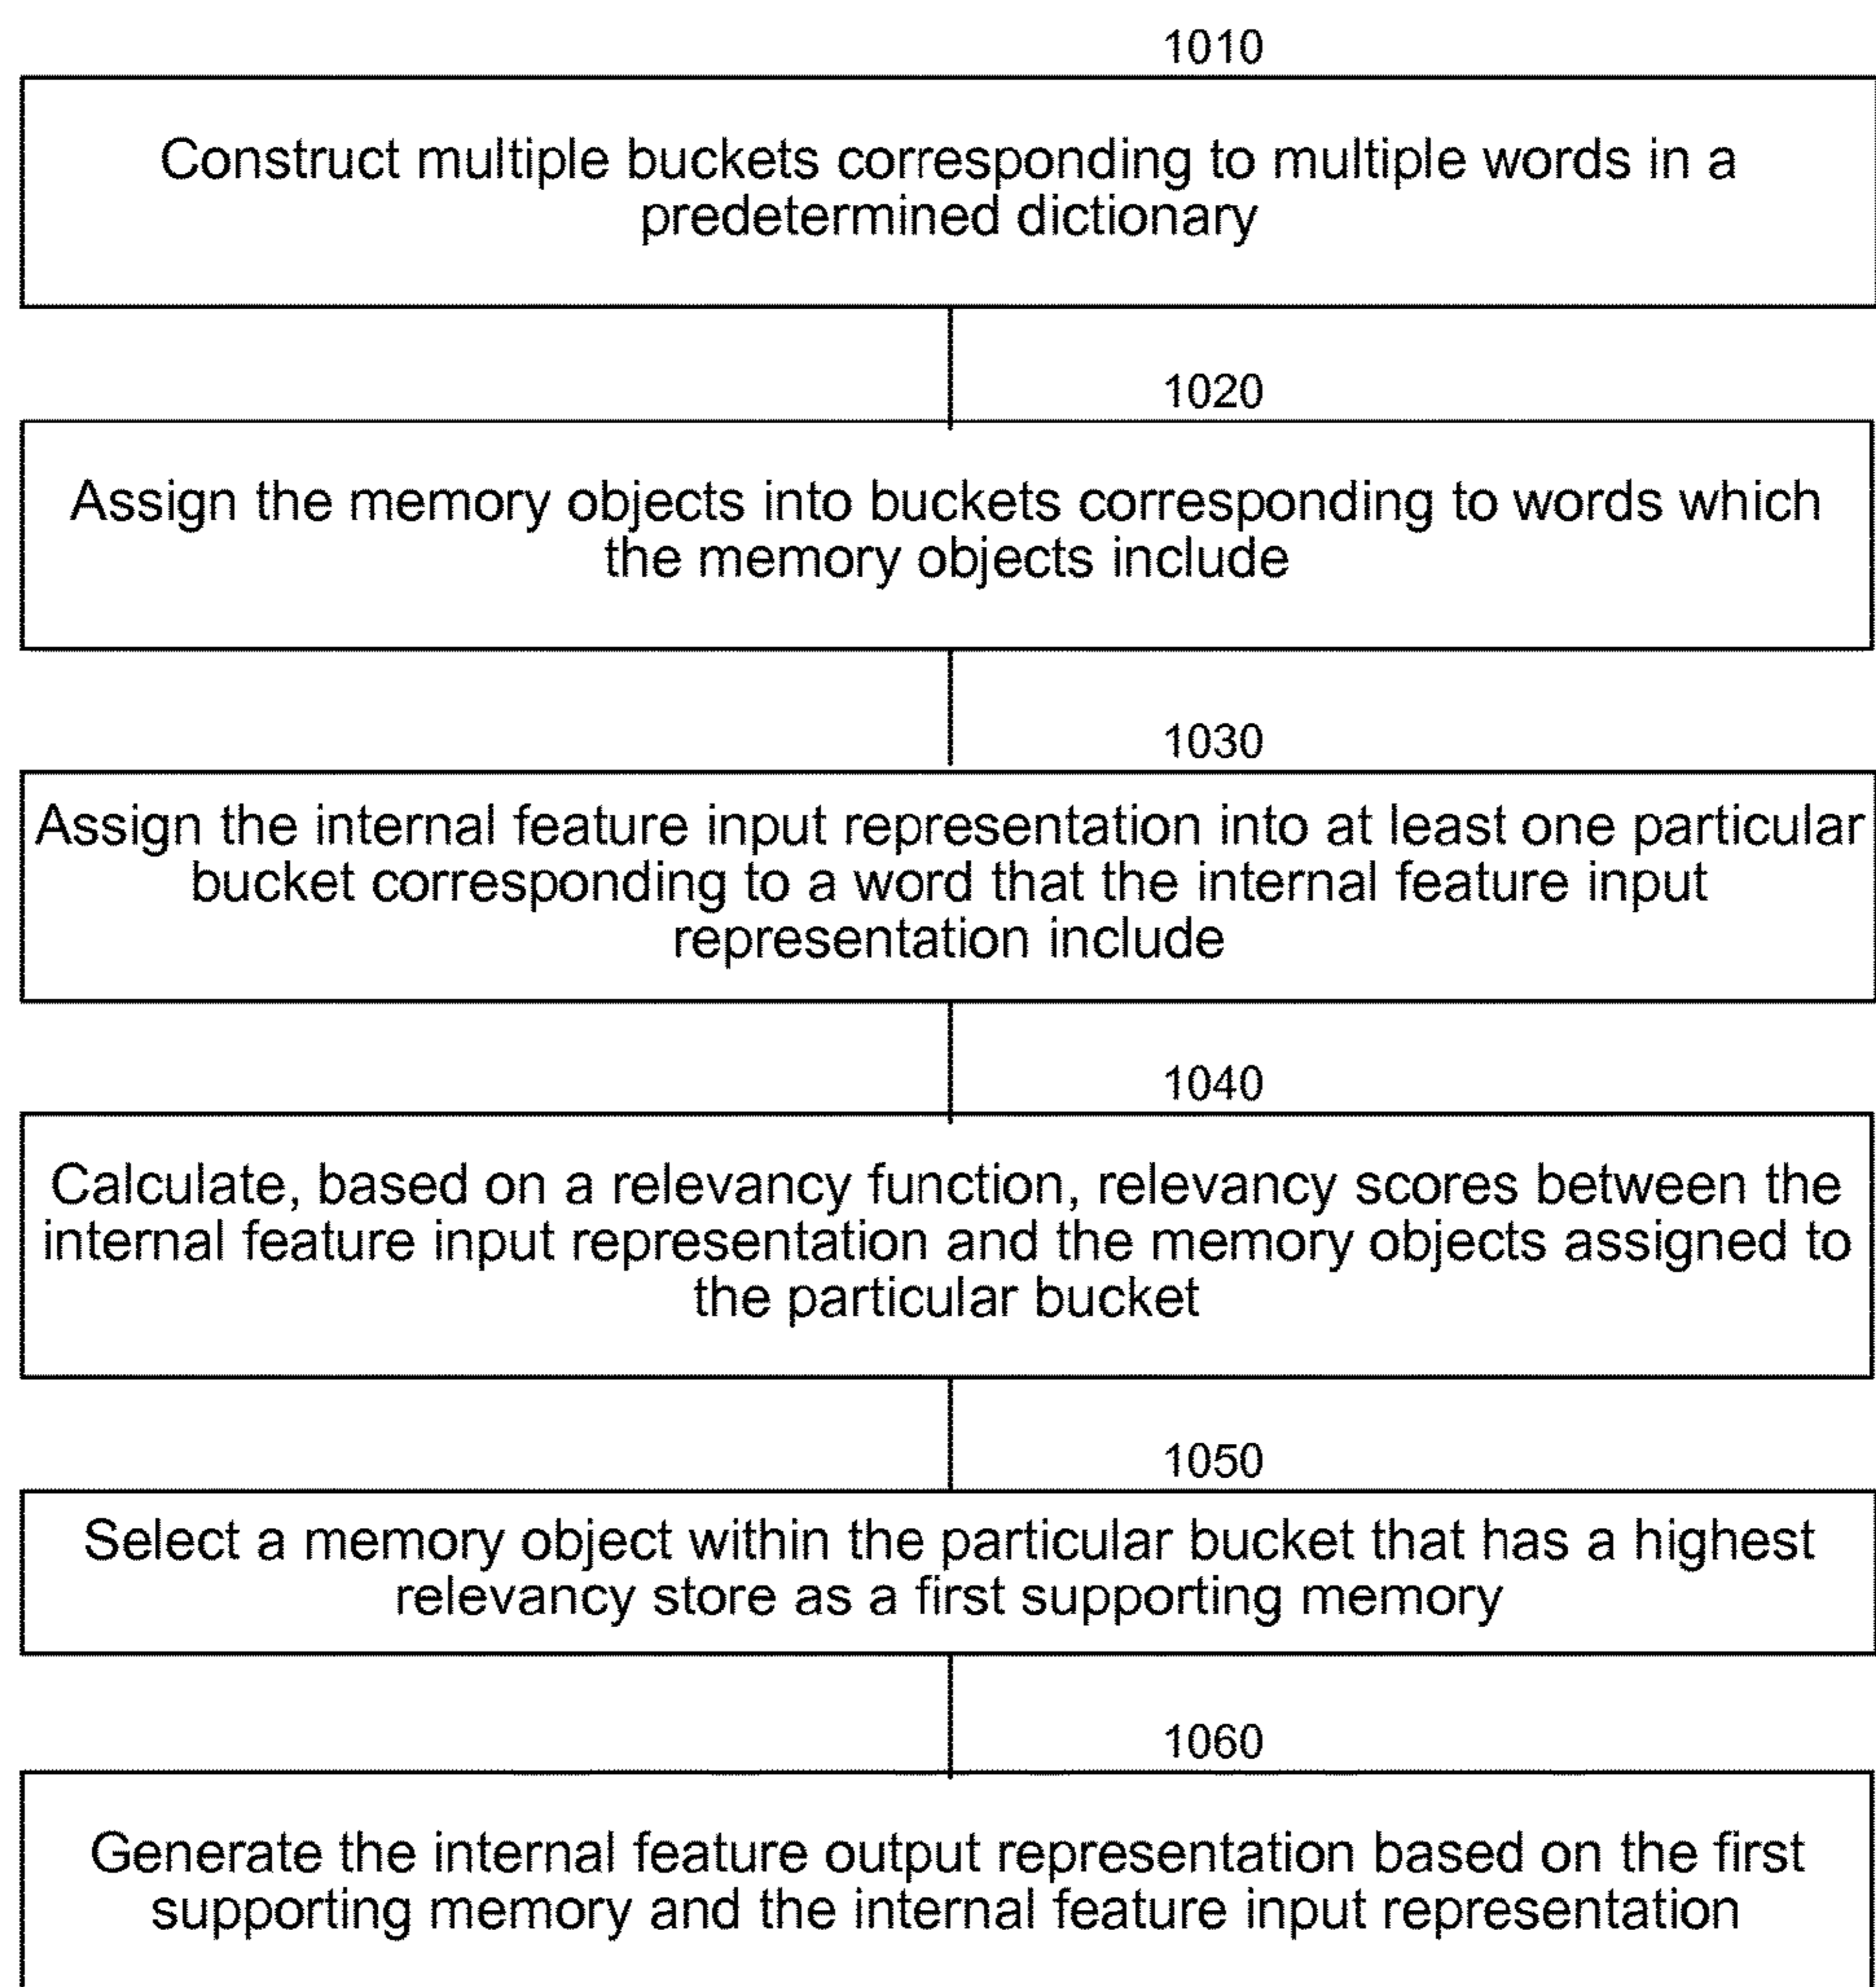 1010
Construct multiple buckets corresponding to multiple words in a
predetermined dictionary
1020
Assign the memory objects into buckets corresponding to words which
the memory objects include
1030
Assign the internal feature input representation into at least one particular
bucket corresponding to a word that the internal feature input
representation include
1040
Calculate, based on a relevancy function, relevancy scores between the
internal feature input representation and the memory objects assigned to
the particular bucket
1050
Select a memory object within the particular bucket that has a highest
relevancy store as a first supporting memory
1060
Generate the internal feature output representation based on the first
supporting memory and the internal feature input representation